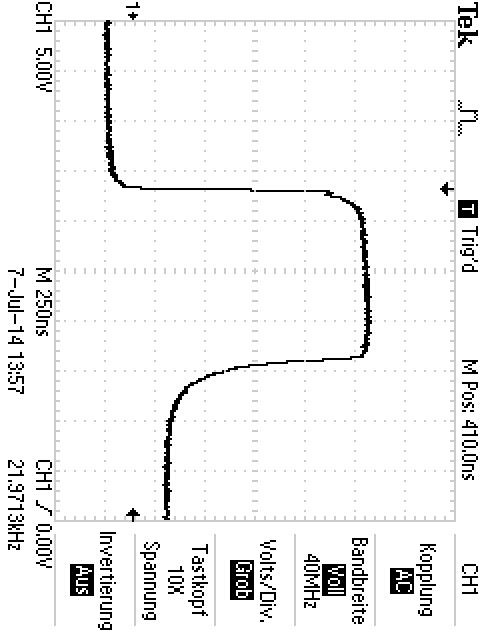 Tek
T Trig'd
M Pos: 410.0ns
CH1
Kopplung
AC
Bandbreite
Voll
40MHz
Volts/Div.
Grob
Tastkopf
10X
Spannung
Invertierung
Aus
1
CH1 5.00V
M 250ns
CH1 / 0.00V
7-Jul-14 13:57
21.9713kHz